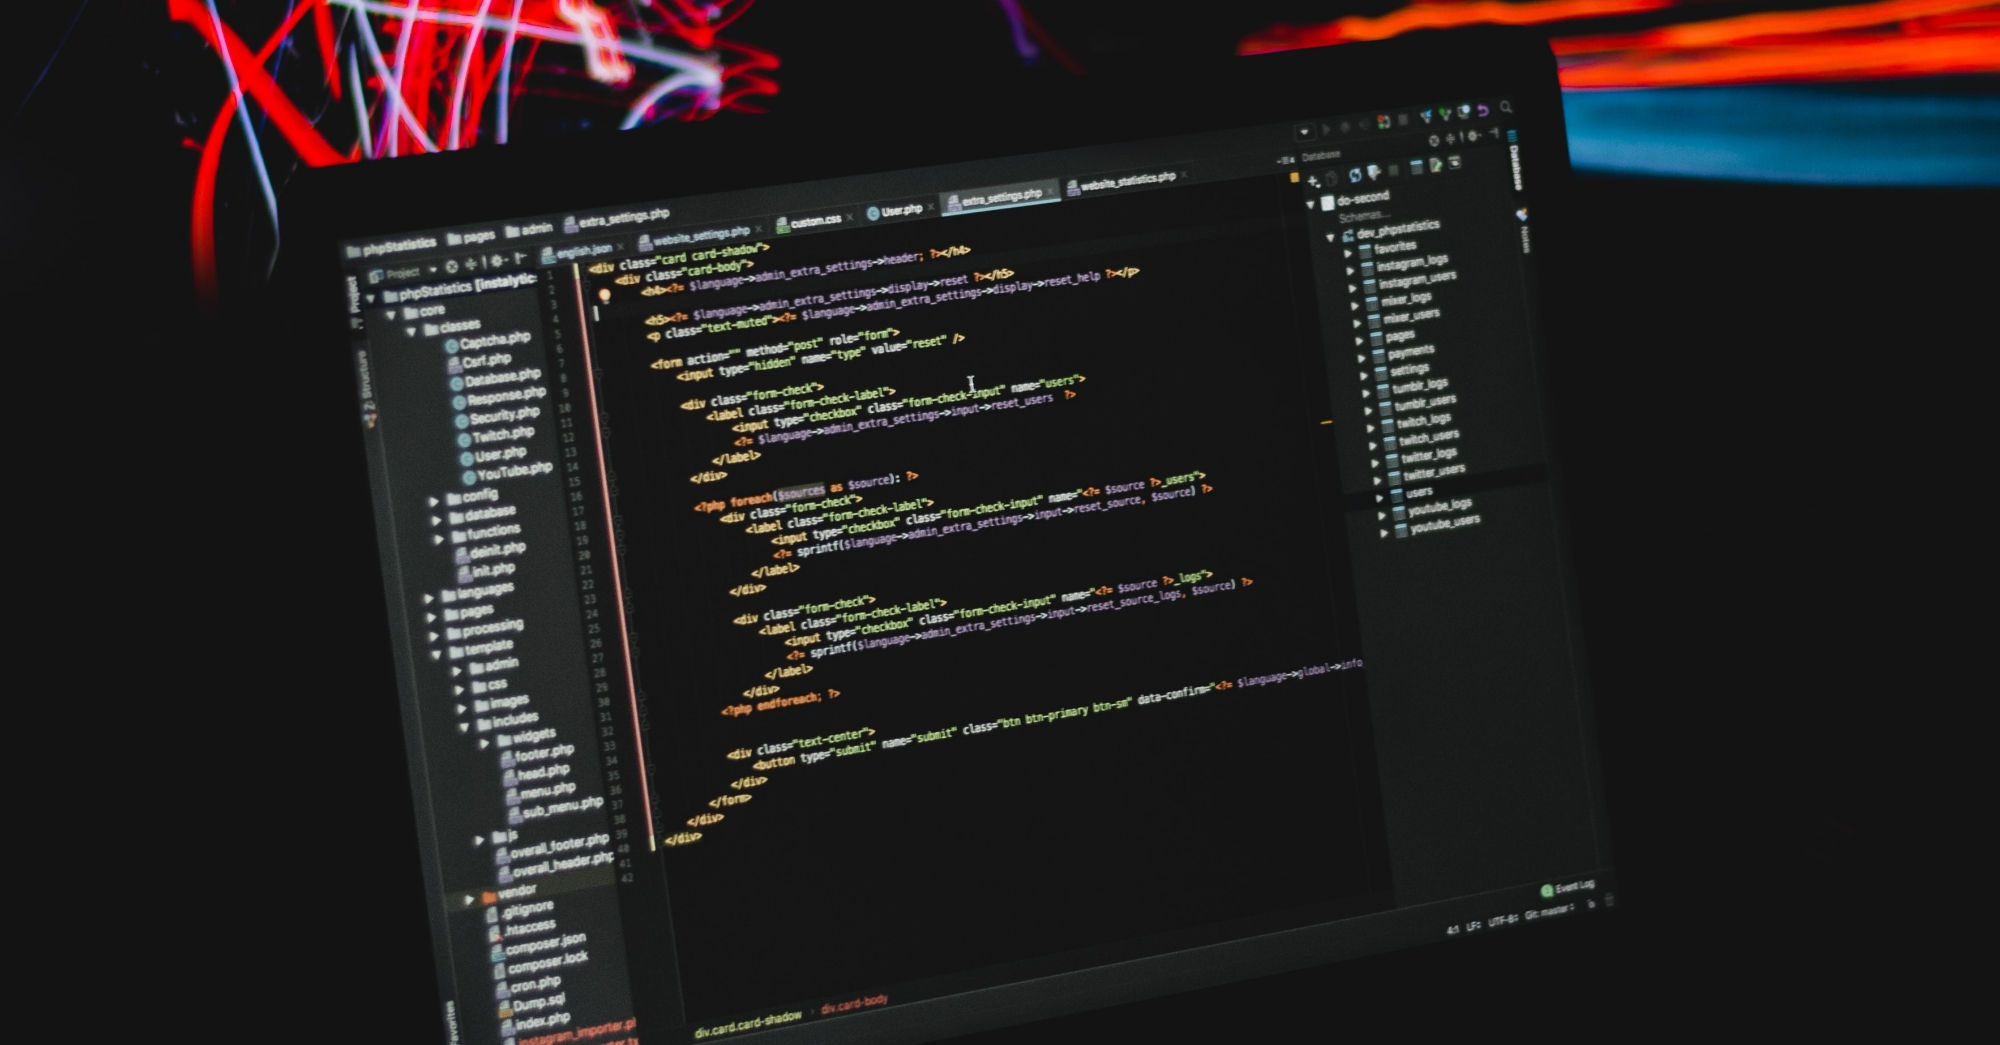 phpStatistics pages admin extra_settings.php
Project
english.json website_settings.php custom.css User.php extra_settings.php website_statistics.php
Project
phpStatistics [instalytic
core
classes
Captcha.php
Csrf.php
Database.php
Response.php
Security.php
Twitch.php
User.php
YouTube.php
config
database
functions
deinit.php
init.php
languages
pages
processing
template
admin
css
images
includes
widgets
footer.php
head.php
menu.php
sub_menu.php
js
overall_footer.php
overall_header.php
vendor
.gitignore
.htaccess
composer.json
composer.lock
cron.php
Dump.sql
index.php
Z: Structure
<div class="card card-shadow">
<div class="card-body">
<h4><?= $language->admin_extra_settings->header; ?></h4>
<h5><?= $language->admin_extra_settings->display->reset ?></h5>
<p class="text-muted"><?= $language->admin_extra_settings->display->reset_help ?></p>
<form action="" method="post" role="form">
<input type="hidden" name="type" value="reset" />
<div class="form-check">
<label class="form-check-label">
<input type="checkbox" class="form-check-input" name="users">
<?= $language->admin_extra_settings->input->reset_users ?>
</label>
</div>
<?php foreach($sources as $source): ?>
<div class="form-check">
<label class="form-check-label">
<input type="checkbox" class="form-check-input" name="<?= $source ?>_users">
<?= sprintf($language->admin_extra_settings->input->reset_source, $source) ?>
</label>
</div>
<div class="form-check">
<label class="form-check-label">
<input type="checkbox" class="form-check-input" name="<?= $source ?>_logs">
<?= sprintf($language->admin_extra_settings->input->reset_source_logs, $source) ?>
</label>
</div>
<?php endforeach; ?>
<div class="text-center">
<button type="submit" name="submit" class="btn btn-primary btn-sm" data-confirm="<?= $language->global->info
</div>
</form>
</div>
</div>
div.card.card-shadow div.card-body
Database
do-second
Schemas...
dev_phpstatistics
favorites
instagram_logs
instagram_users
mixer_logs
mixer_users
pages
payments
settings
tumblr_logs
tumblr_users
twitch_logs
twitch_users
twitter_logs
twitter_users
users
youtube_logs
youtube_users
Database
Notes
Event Log
4:1 LF: UTF-8: Git: master: